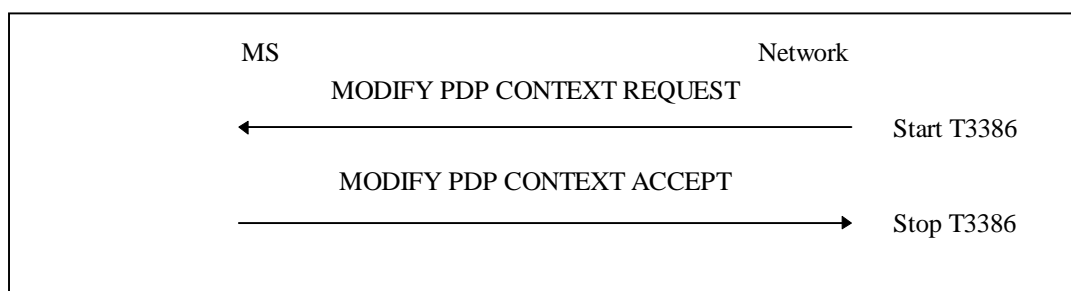 MS Network
MODIFY PDP CONTEXT REQUEST
Start T3386
MODIFY PDP CONTEXT ACCEPT
Stop T3386